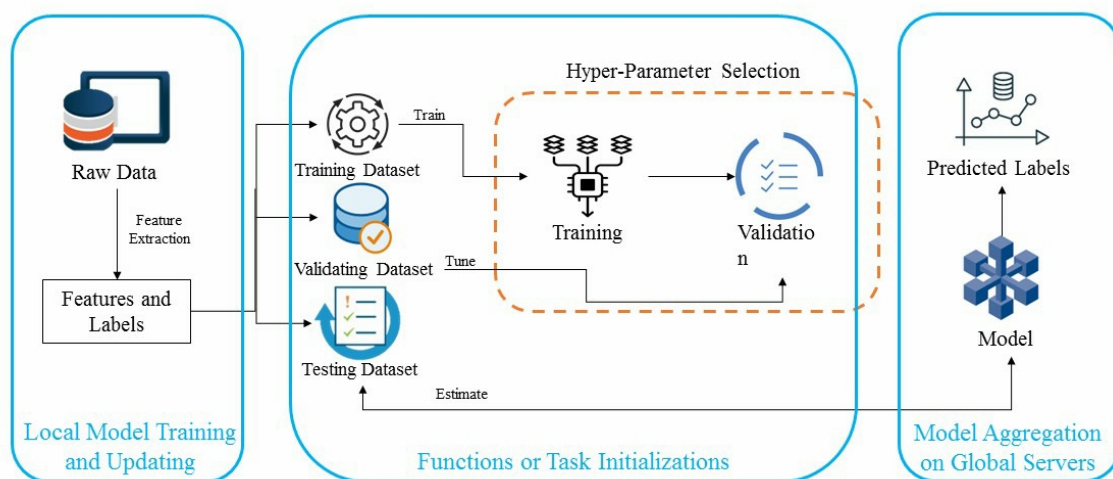 Raw Data
Feature
Extraction
Features and
Labels
Local Model Training
and Updating
Hyper-Parameter Selection
Training Dataset
Train
Validating Dataset
Tune
Testing Dataset
Estimate
Training
Validatio
n
Functions or Task Initializations
Predicted Labels
Model
Model Aggregation
on Global Servers